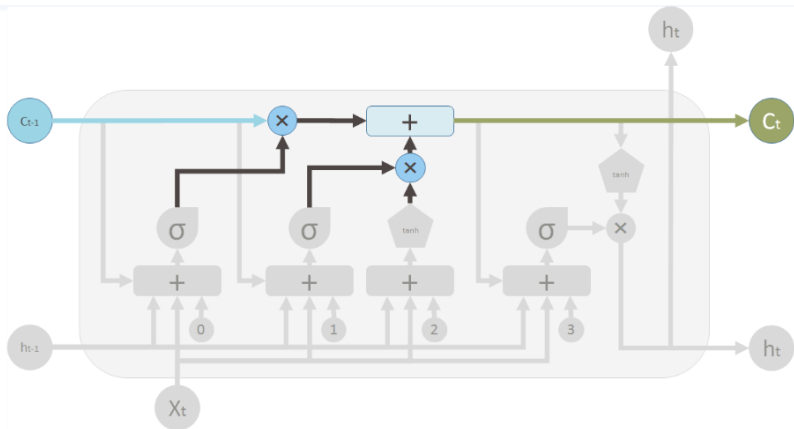 ht
Ct-1
×
+
Ct
×
tanh
σ
σ
tanh
σ
×
+
+
+
+
0
1
2
3
ht-1
ht
Xt